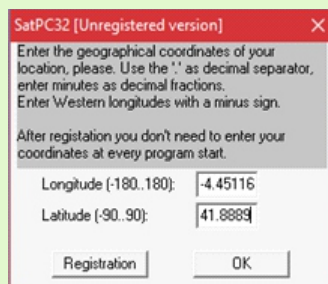 SatPC32 [Unregistered version]
Enter the geographical coordinates of your
location, please. Use the '.' as decimal separator,
enter minutes as decimal fractions.
Enter Western longitudes with a minus sign.
After registation you don't need to enter your
coordinates at every program start.
Longitude (-180..180): -4.45116
Latitude (-90..90): 41.8889
Registration OK